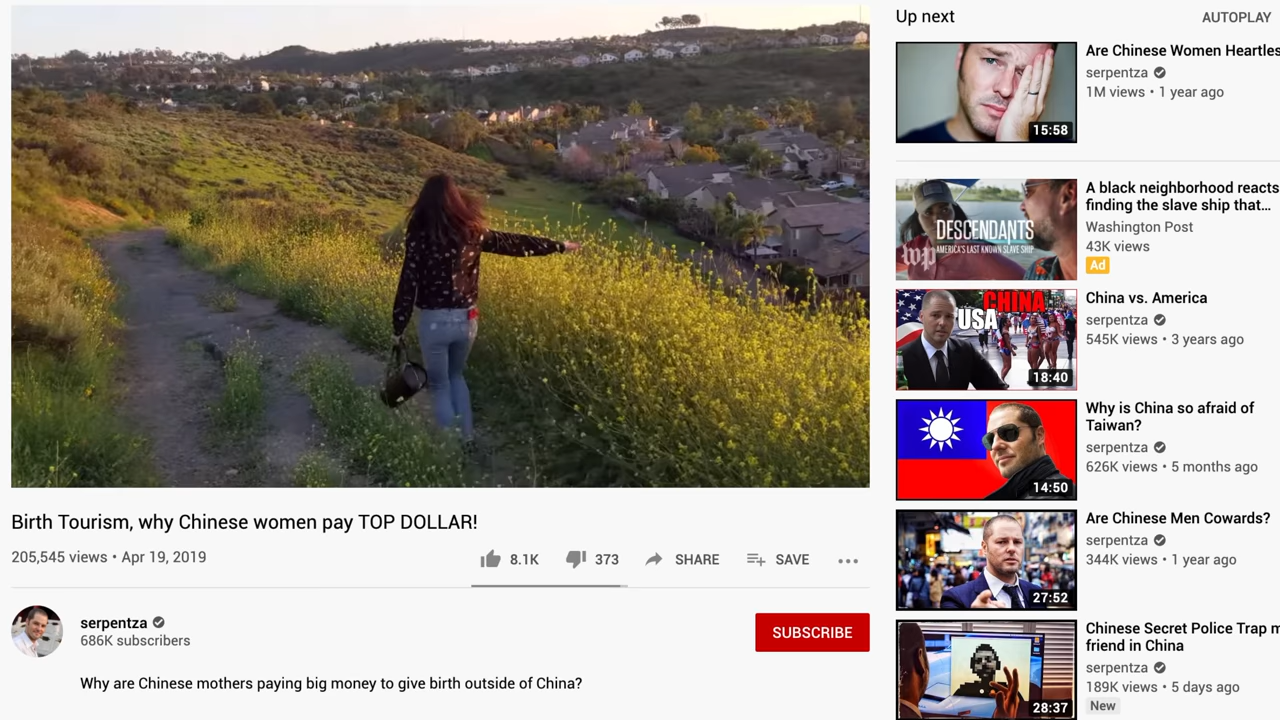 Birth Tourism, why Chinese women pay TOP DOLLAR!
205,545 views • Apr 19, 2019
8.1K
373
SHARE
SAVE
serpentza
686K subscribers
SUBSCRIBE
Why are Chinese mothers paying big money to give birth outside of China?
Up next
AUTOPLAY
15:58
Are Chinese Women Heartles
serpentza
1M views • 1 year ago
DESCENDANTS
AMERICA'S LAST KNOWN SLAVE SHIP
wp
A black neighborhood reacts
finding the slave ship that…
Washington Post
43K views
Ad
CHINA
USA
18:40
China vs. America
serpentza
545K views • 3 years ago
14:50
Why is China so afraid of
Taiwan?
serpentza
626K views • 5 months ago
27:52
Are Chinese Men Cowards?
serpentza
344K views • 1 year ago
28:37
Chinese Secret Police Trap m
friend in China
serpentza
189K views • 5 days ago
New